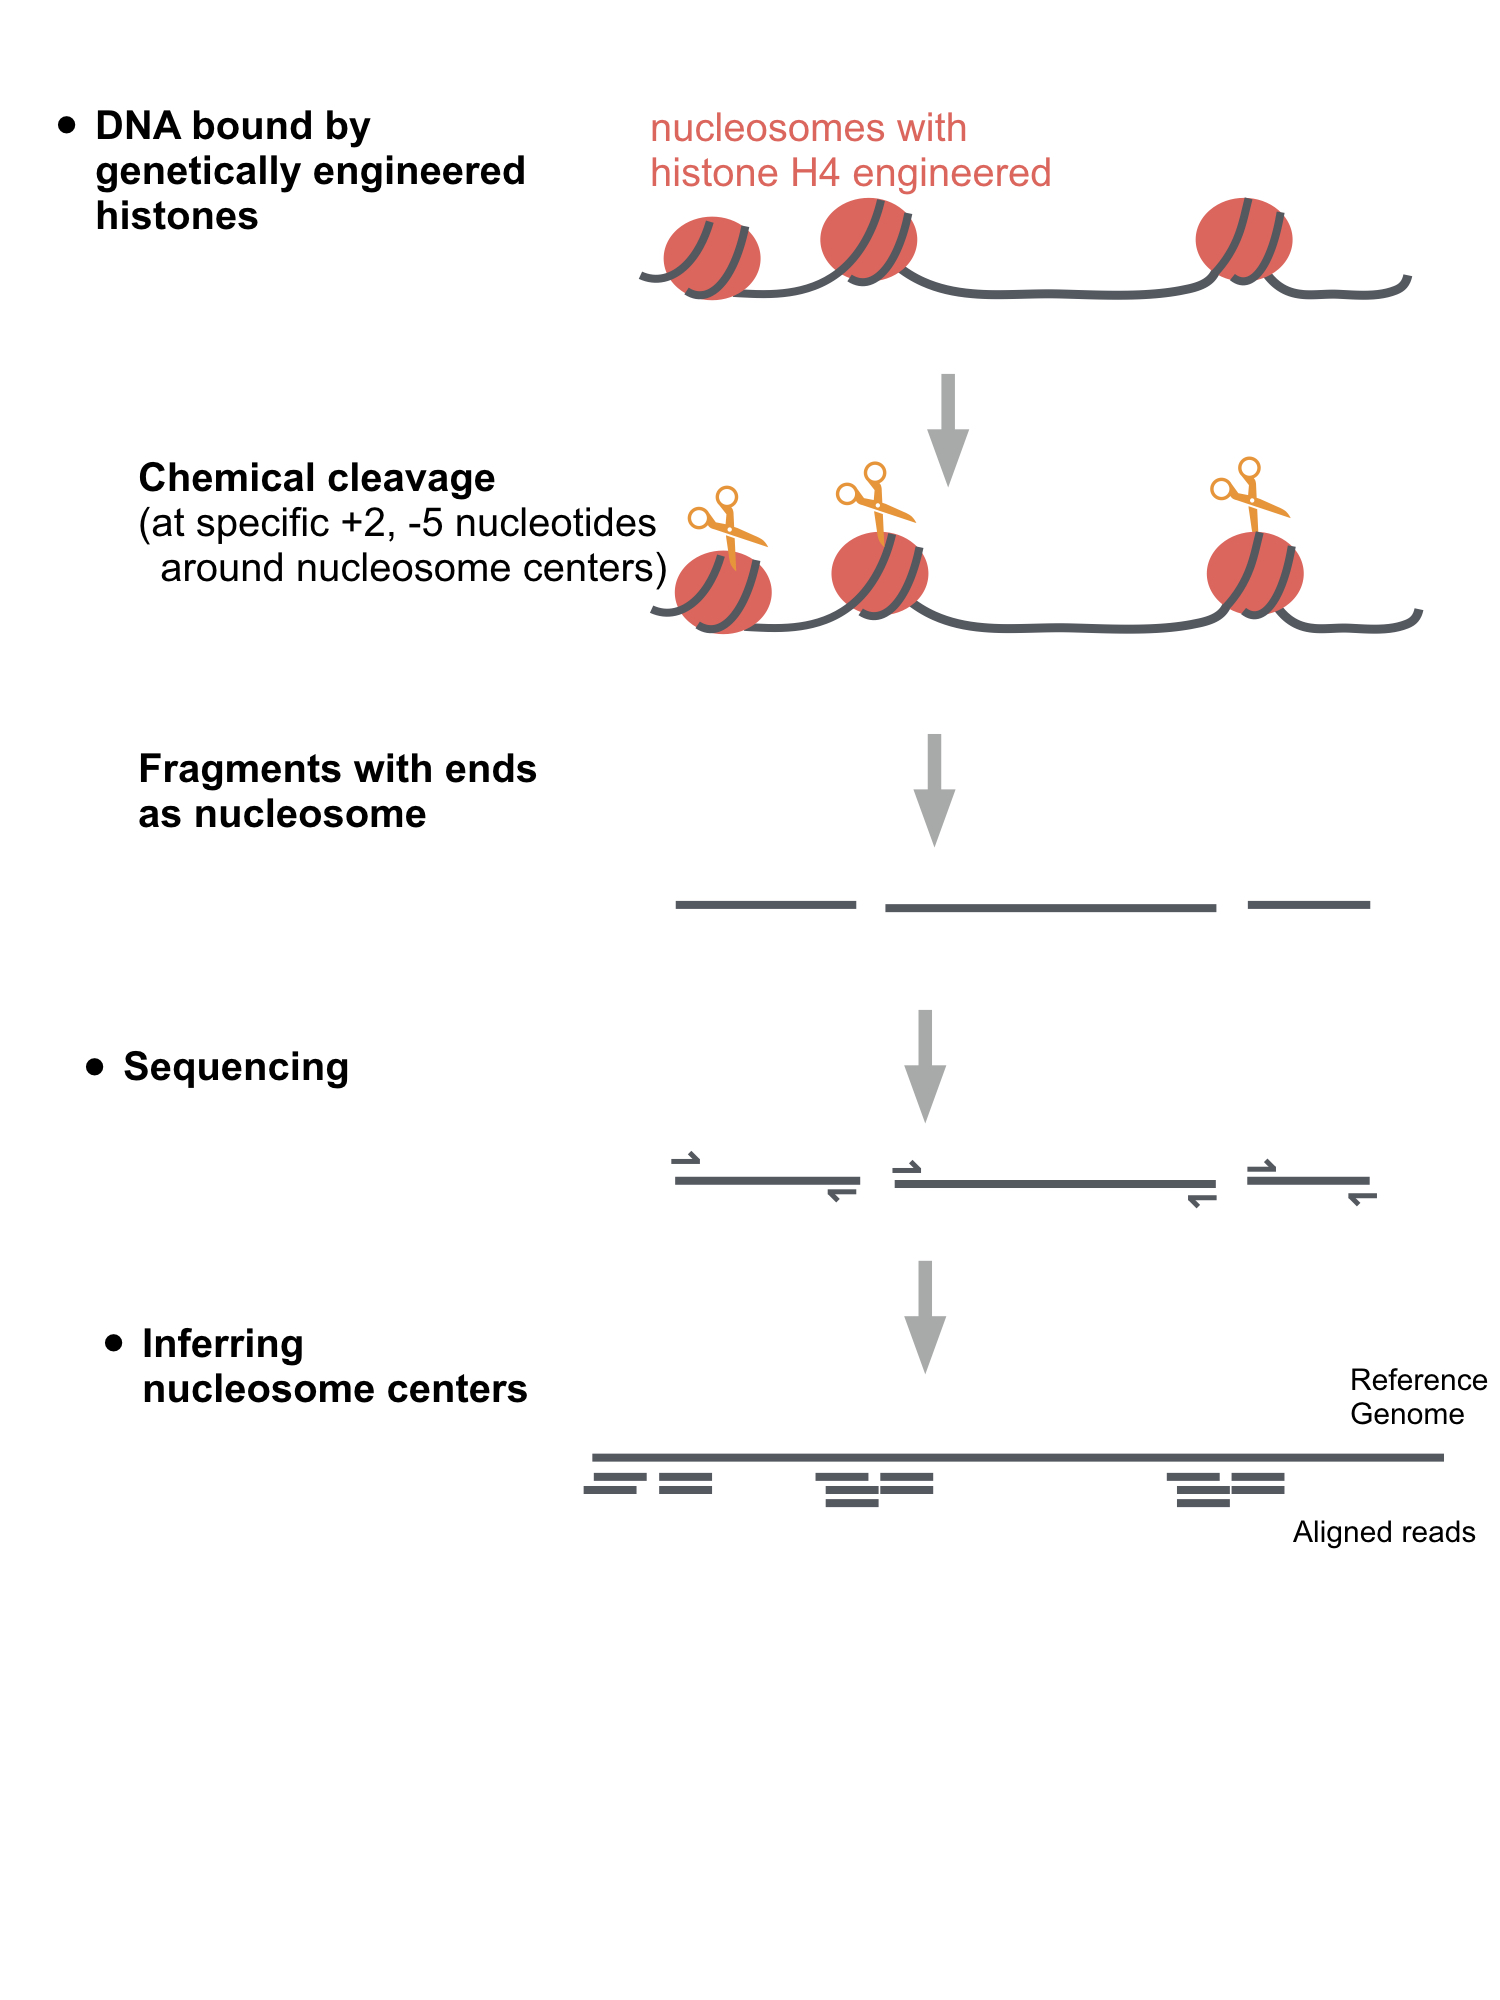 DNA bound by
genetically engineered
histones
nucleosomes with
histone H4 engineered
Chemical cleavage
(at specific +2, -5 nucleotides
around nucleosome centers)
Fragments with ends
as nucleosome
Sequencing
Inferring
nucleosome centers
Reference
Genome
Aligned reads